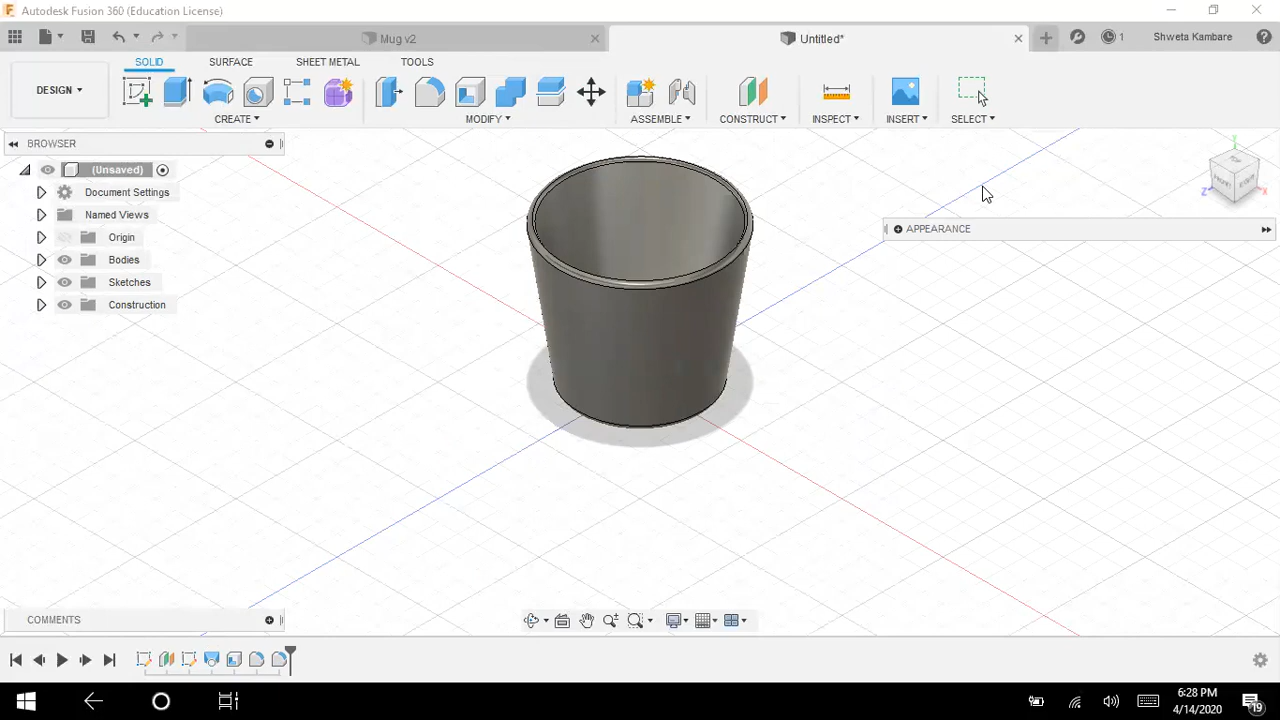 Autodesk Fusion 360 (Education License)
Mug v2
Untitled*
1
Shweta Kambare
DESIGN
SOLID
SURFACE
SHEET METAL
TOOLS
CREATE
MODIFY
ASSEMBLE
CONSTRUCT
INSPECT
INSERT
SELECT
BROWSER
(Unsaved)
Document Settings
Named Views
Origin
Bodies
Sketches
Construction
APPEARANCE
Y
Z
X
COMMENTS
6:28 PM
4/14/2020
19